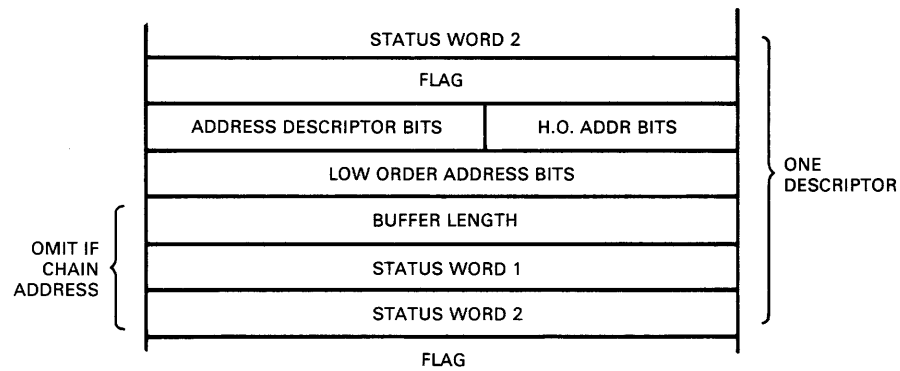 STATUS WORD 2
FLAG
ADDRESS DESCRIPTOR BITS H.O. ADDR BITS
LOW ORDER ADDRESS BITS
ONE
DESCRIPTOR
BUFFER LENGTH
OMIT IF
CHAIN
ADDRESS
STATUS WORD 1
STATUS WORD 2
FLAG